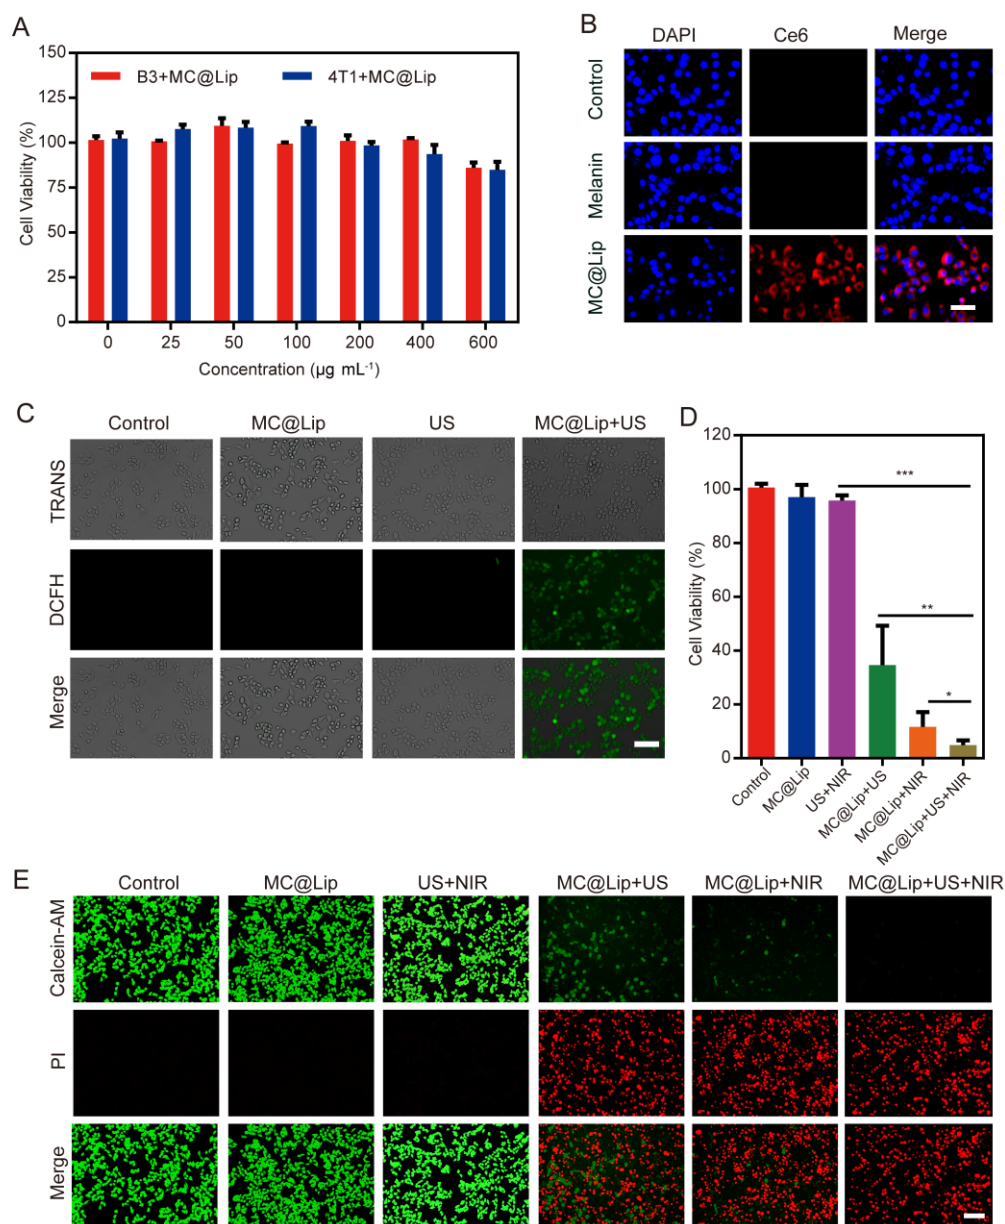 A
150
125
100
75
50
25
0
Cell Viability (%)
B3+MC@Lip
4T1+MC@Lip
0 25 50 100 200 400 600
Concentration (µg mL⁻¹)
B
DAPI Ce6 Merge
Control
Melanin
MC@Lip
C
Control MC@Lip US MC@Lip+US
TRANS
DCFH
Merge
D
120
100
80
60
40
20
0
Cell Viability (%)
***
**
*
Control
MC@Lip
US+NIR
MC@Lip+US
MC@Lip+NIR
MC@Lip+US+NIR
E
Control MC@Lip US+NIR MC@Lip+US MC@Lip+NIR MC@Lip+US+NIR
Calcein-AM
PI
Merge